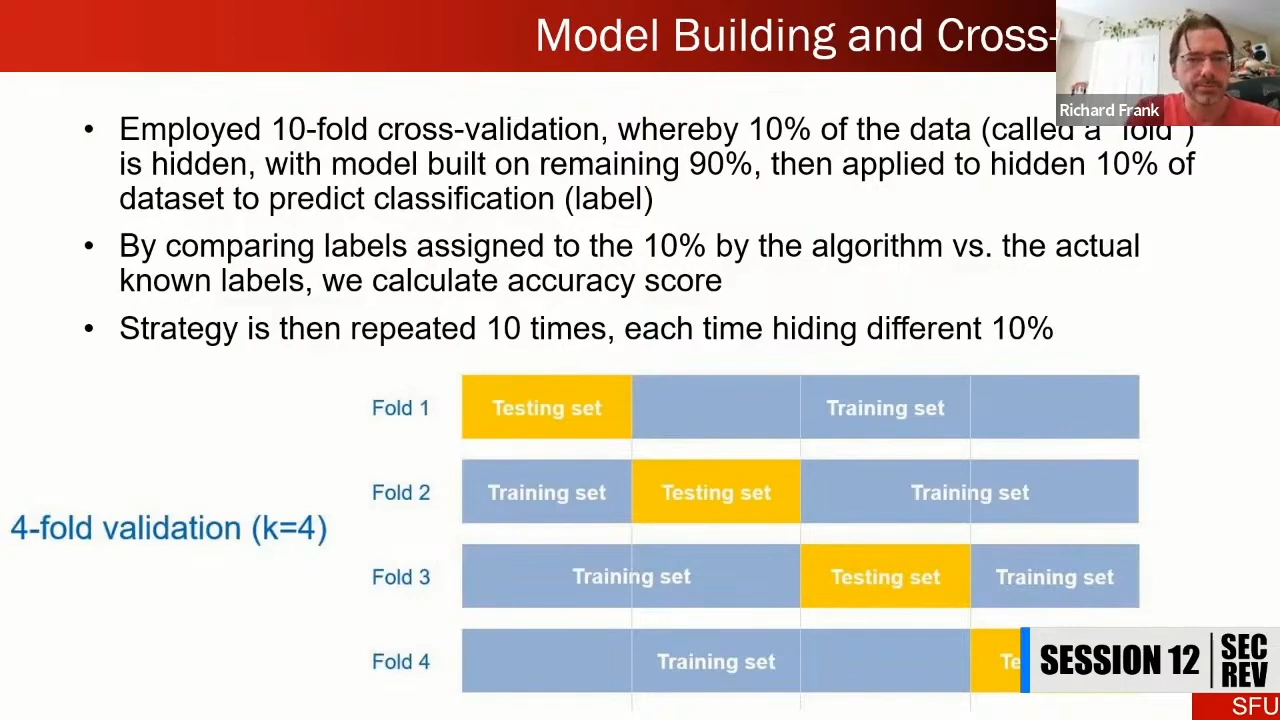 Model Building and Cross-
Richard Frank
• Employed 10-fold cross-validation, whereby 10% of the data (called a "fold")
is hidden, with model built on remaining 90%, then applied to hidden 10% of
dataset to predict classification (label)
• By comparing labels assigned to the 10% by the algorithm vs. the actual
known labels, we calculate accuracy score
• Strategy is then repeated 10 times, each time hiding different 10%
Fold 1 Testing set Training set
Fold 2 Training set Testing set Training set
4-fold validation (k=4)
Fold 3 Training set Testing set Training set
Fold 4 Training set Te
SESSION 12 SEC
REV
SFU